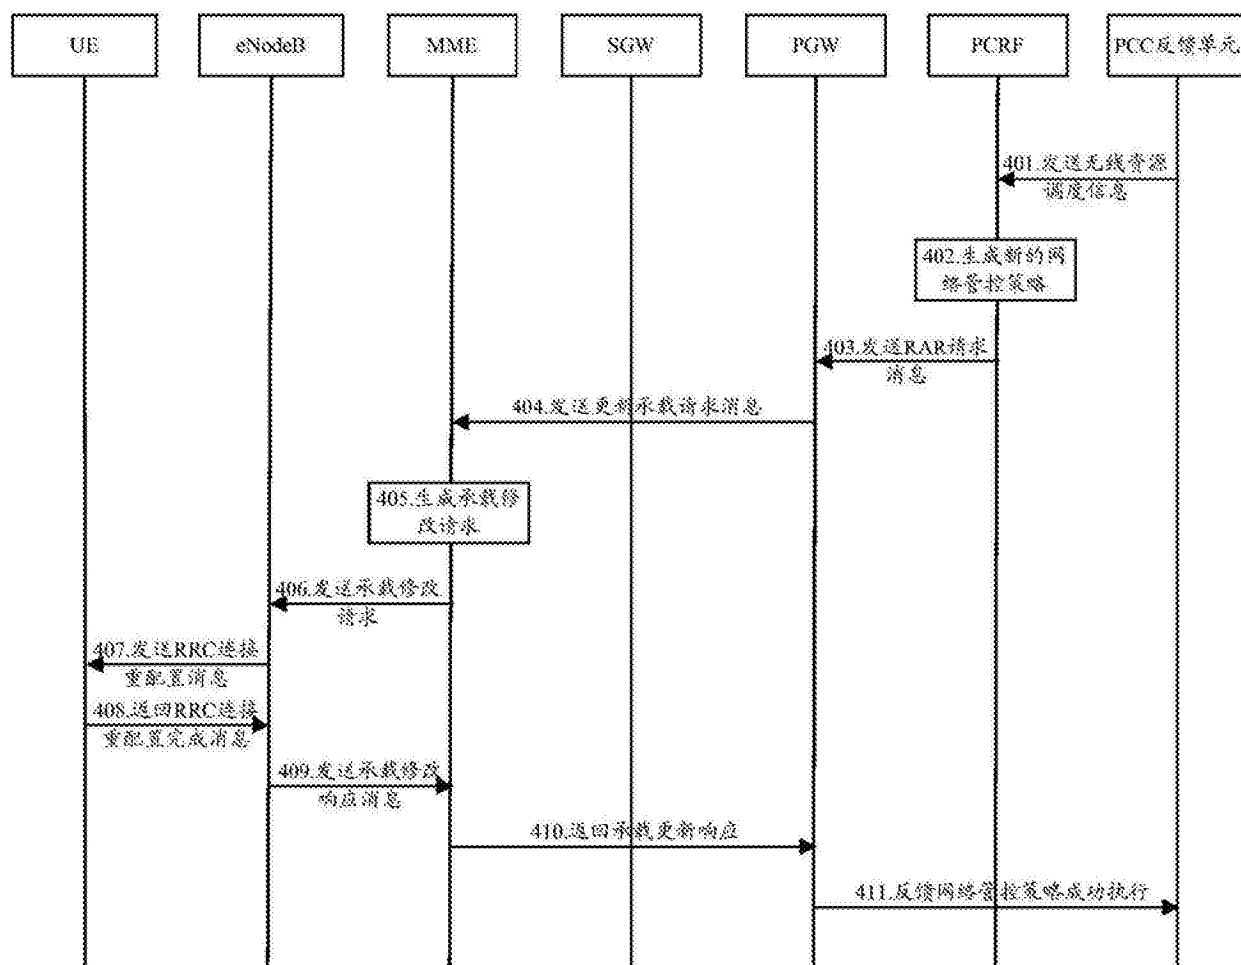 UE
eNodeB
MME
SGW
PGW
PCRF
PCC反馈单元
401.发送无线资源
调度信息
402.生成新的网
络管控策略
403.发送RAR请求
消息
404.发送更新承载请求消息
405.生成承载修
改请求
406.发送承载修改
请求
407.发送RRC连接
重配置消息
408.返回RRC连接
重配置完成消息
409.发送承载修改
响应消息
410.返回承载更新响应
411.反馈网络管控策略成功执行